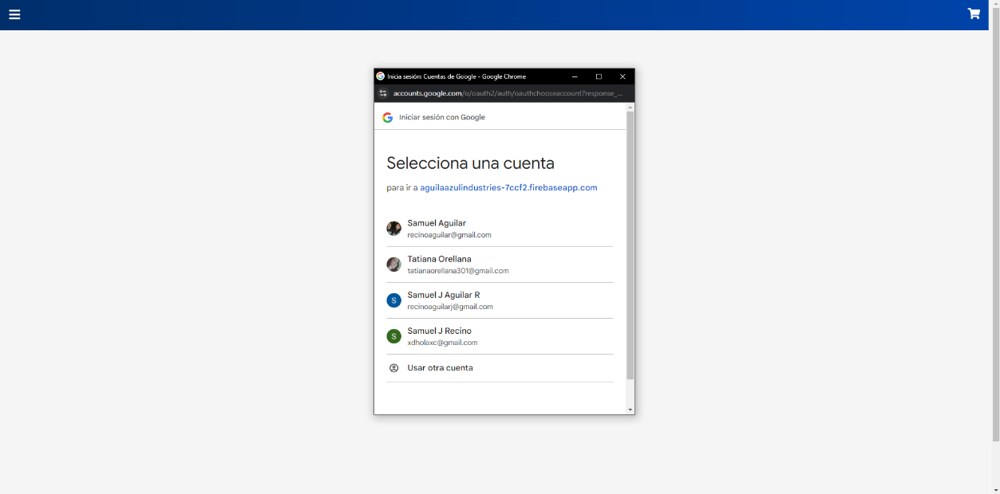 Inicia sesión: Cuentas de Google - Google Chrome
accounts.google.com/o/oauth2/auth/oauthchooseaccount?response_...
Iniciar sesión con Google
Selecciona una cuenta
para ir a aguilaazulindustries-7ccf2.firebaseapp.com
Samuel Aguilar
recinoaguilar@gmail.com
Tatiana Orellana
tatianaorellana301@gmail.com
S
Samuel J Aguilar R
recinoaguilarj@gmail.com
S
Samuel J Recino
xdholaxc@gmail.com
Usar otra cuenta